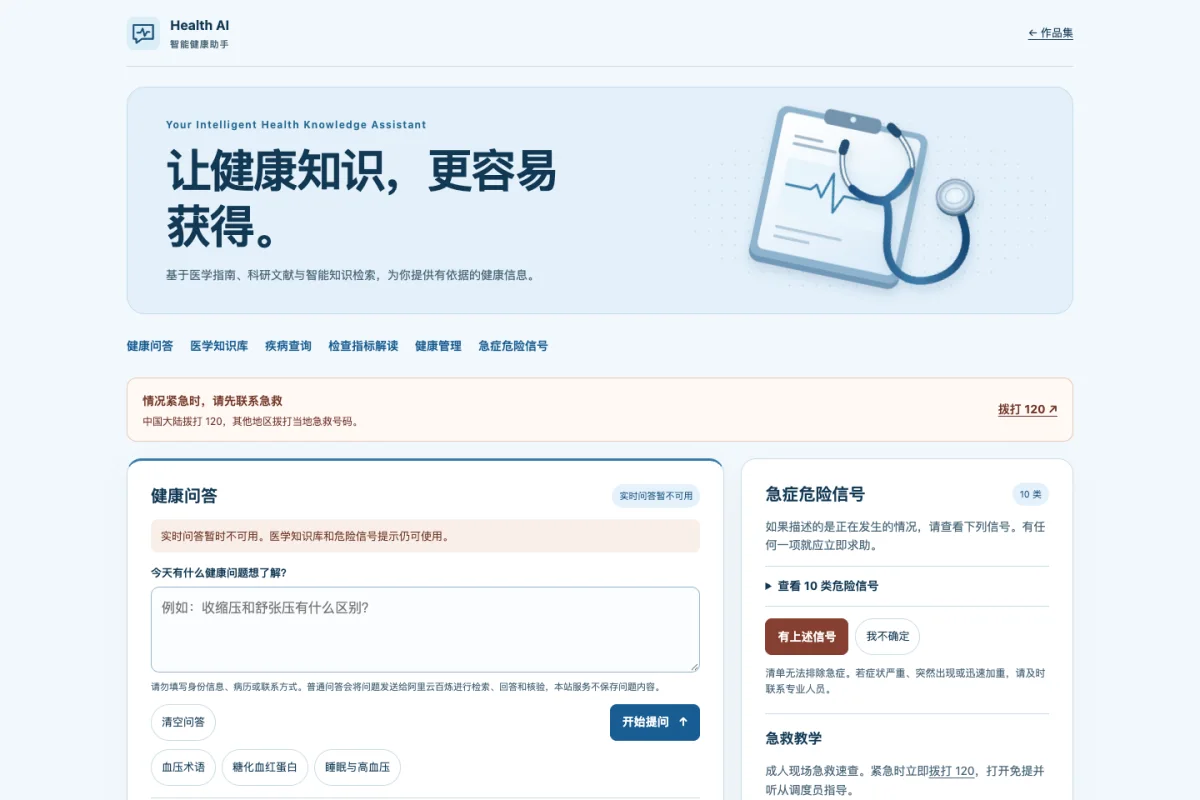 Health AI
智能健康助手
← 作品集
Your Intelligent Health Knowledge Assistant
让健康知识，更容易
获得。
基于医学指南、科研文献与智能知识检索，为你提供有依据的健康信息。
健康问答 医学知识库 疾病查询 检查指标解读 健康管理 急症危险信号
情况紧急时，请先联系急救
中国大陆拨打 120，其他地区拨打当地急救号码。
拨打 120 ↗
健康问答
实时问答暂不可用
实时问答暂时不可用。医学知识库和危险信号提示仍可使用。
今天有什么健康问题想了解？
例如：收缩压和舒张压有什么区别？
请勿填写身份信息、病历或联系方式。普通问答会将问题发送给阿里云百炼进行检索、回答和核验，本站服务不保存问题内容。
清空问答
开始提问 ↑
血压术语 糖化血红蛋白 睡眠与高血压
急症危险信号
10 类
如果描述的是正在发生的情况，请查看下列信号。有任
何一项就应立即求助。
▶ 查看 10 类危险信号
有上述信号 我不确定
清单无法排除急症。若症状严重、突然出现或迅速加重，请及时
联系专业人员。
急救教学
成人现场急救速查。紧急时立即拨打 120，打开免提并
听从调度员指导。